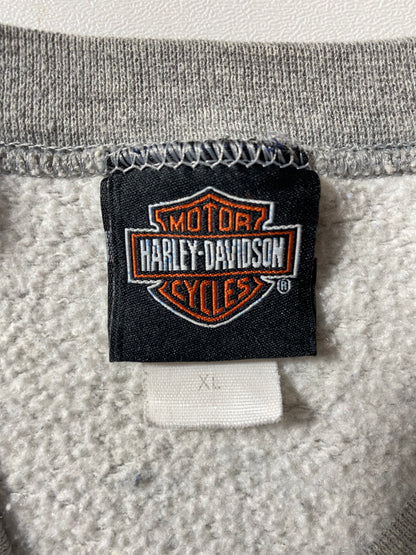 MOTOR
HARLEY-DAVIDSON
CYCLES
®
XL